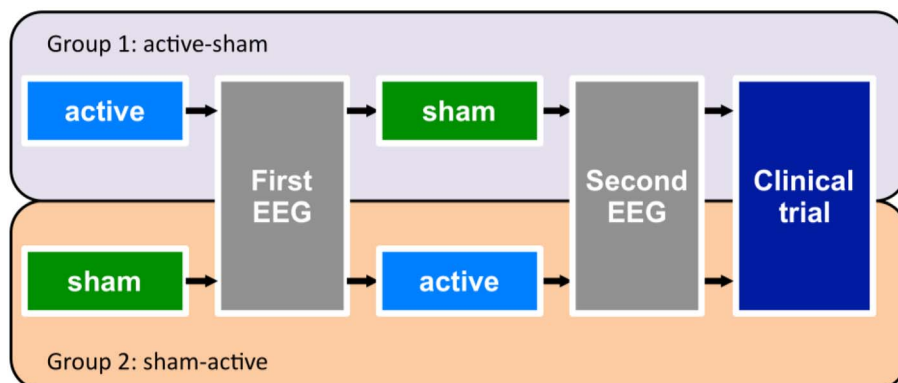 Group 1: active-sham
active
First
EEG
sham
Second
EEG
Clinical
trial
sham
active
Group 2: sham-active